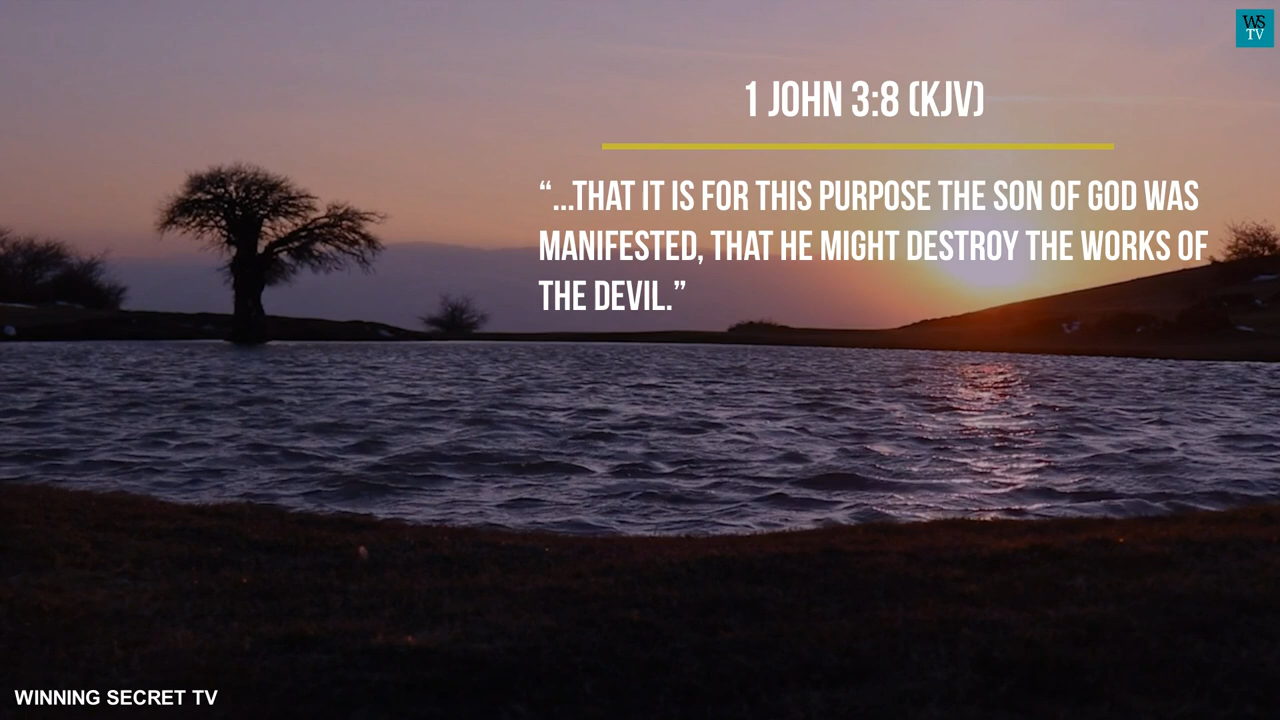 WS
TV
1 JOHN 3:8 (KJV)
“...THAT IT IS FOR THIS PURPOSE THE SON OF GOD WAS
MANIFESTED, THAT HE MIGHT DESTROY THE WORKS OF
THE DEVIL.”
WINNING SECRET TV